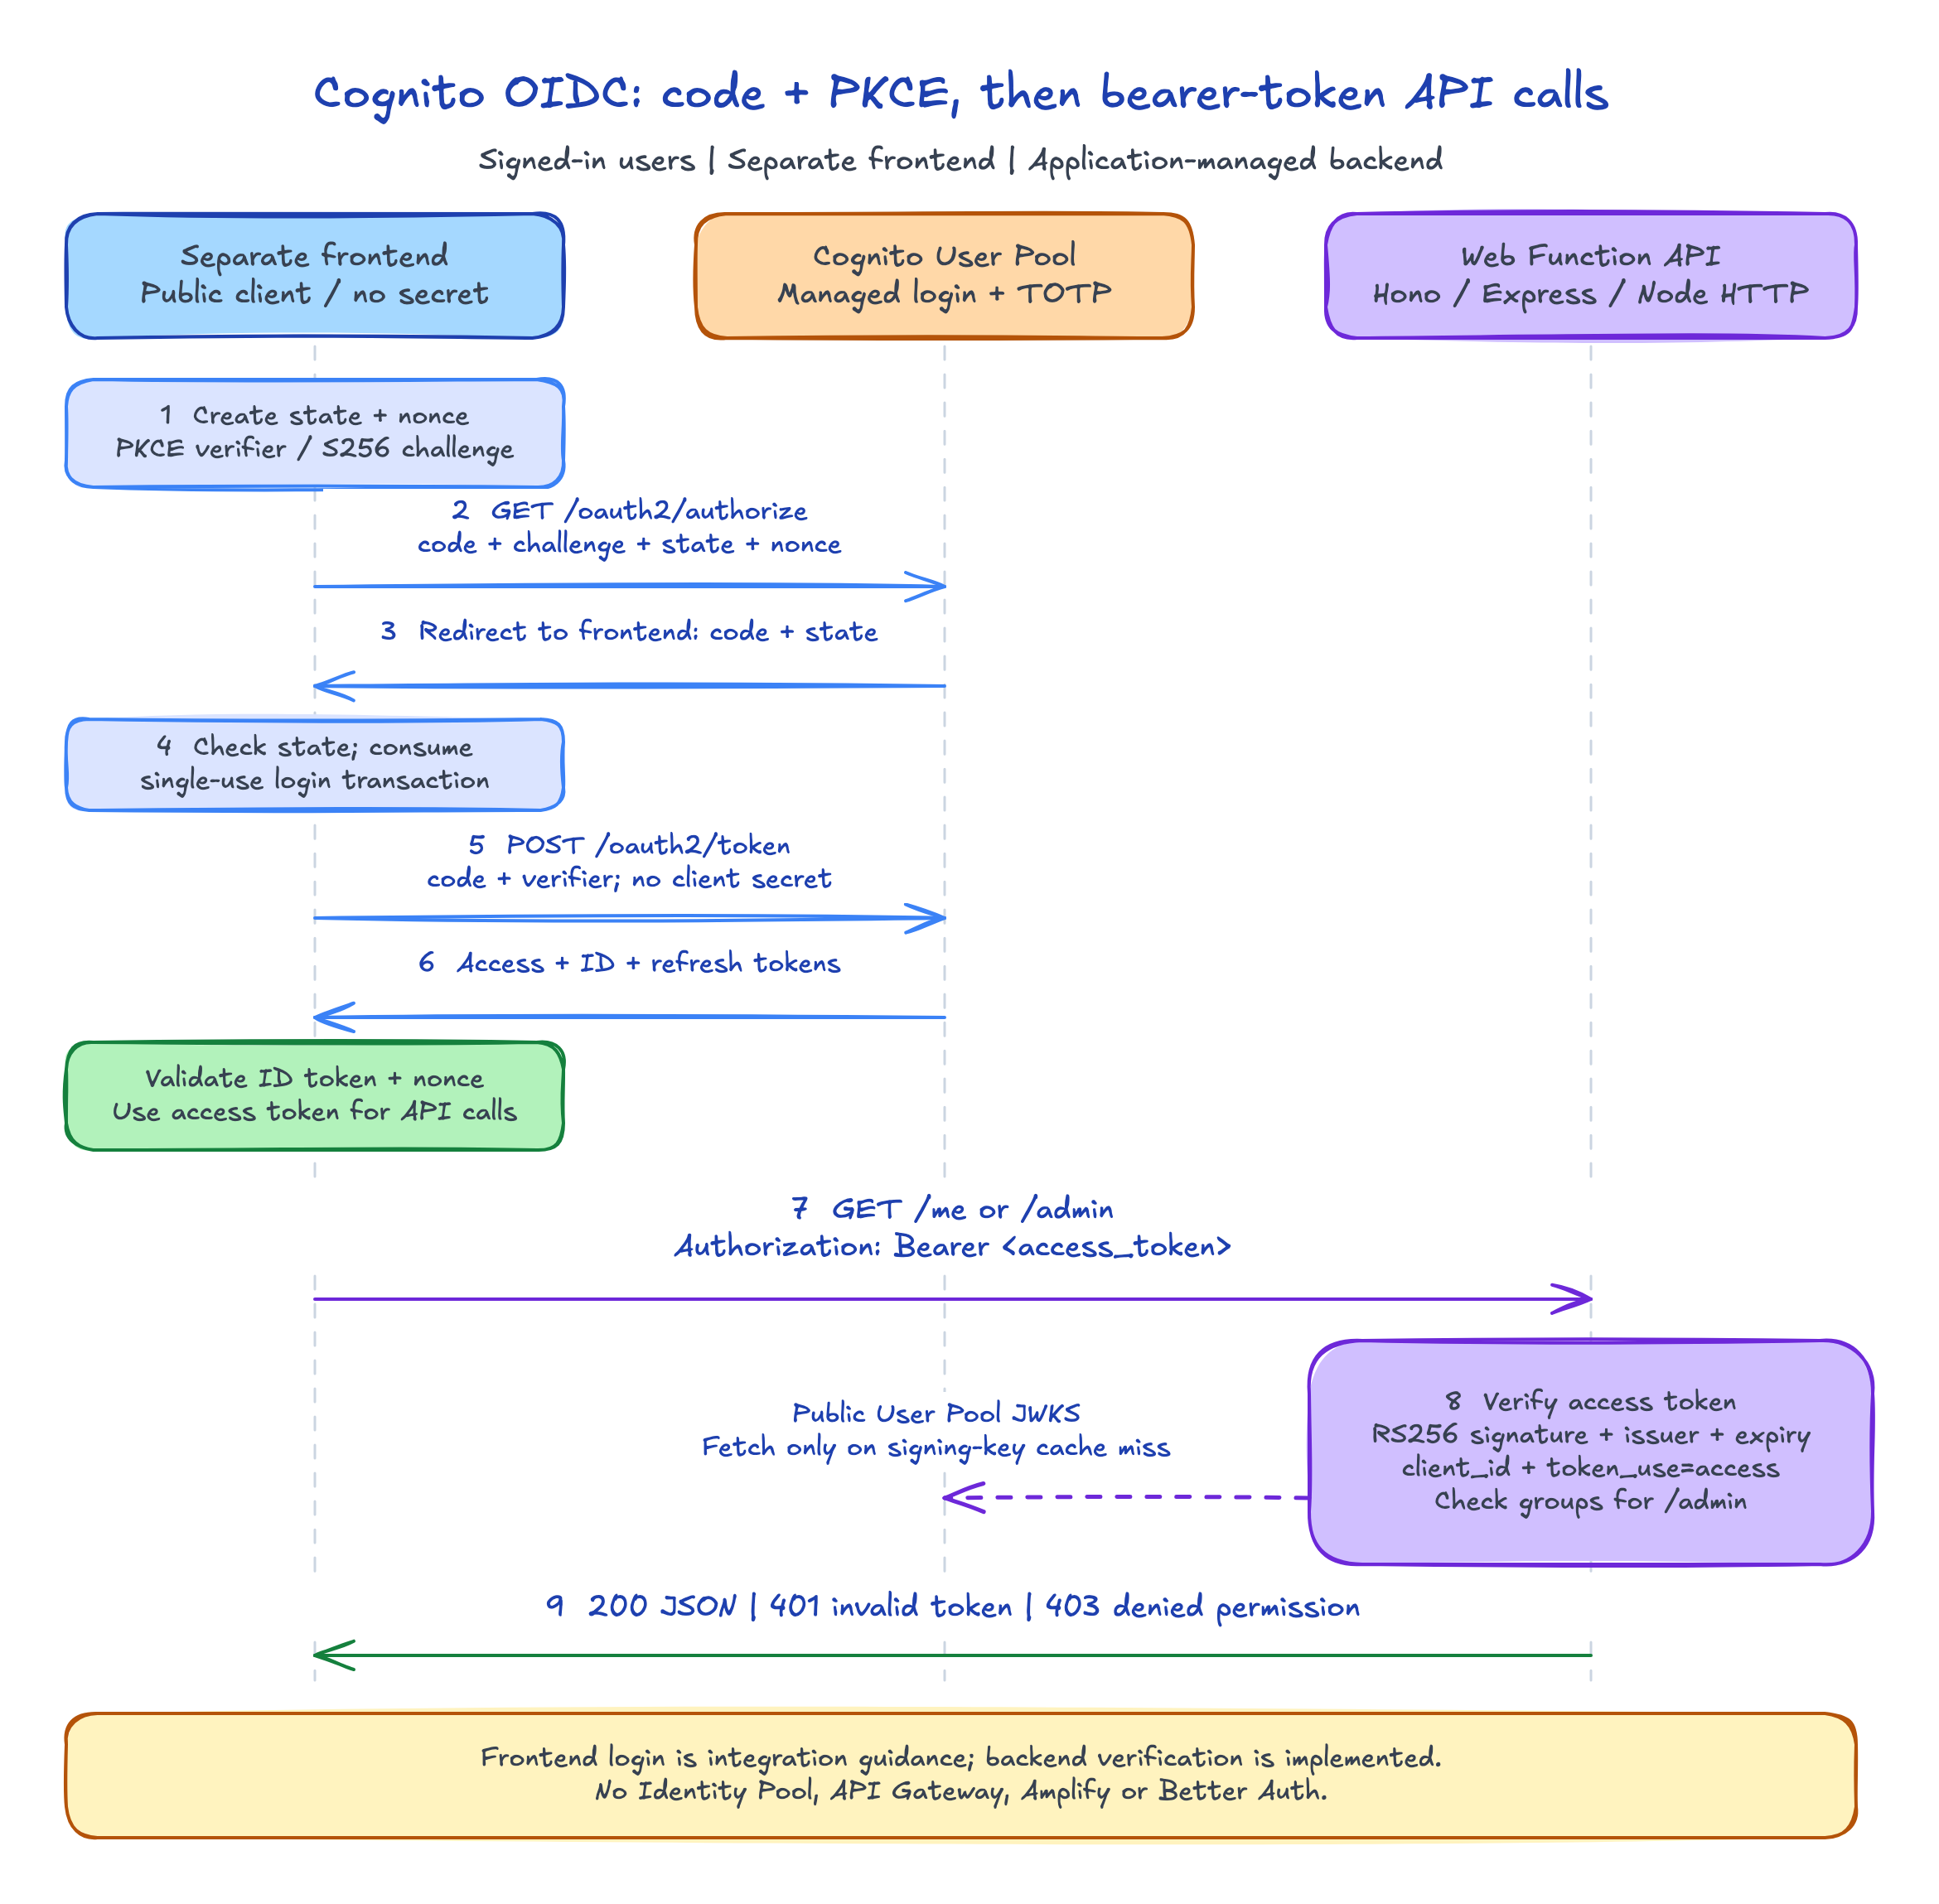 Cognito OIDC: code + PKCE, then bearer-token API calls
Signed-in users | Separate frontend | Application-managed backend
Separate frontend
Public client / no secret
Cognito User Pool
Managed login + TOTP
Web Function API
Hono / Express / Node HTTP
1 Create state + nonce
PKCE verifier / S256 challenge
2 GET /oauth2/authorize
code + challenge + state + nonce
3 Redirect to frontend: code + state
4 Check state; consume
single-use login transaction
5 POST /oauth2/token
code + verifier; no client secret
6 Access + ID + refresh tokens
Validate ID token + nonce
Use access token for API calls
7 GET /me or /admin
Authorization: Bearer <access_token>
Public User Pool JWKS
Fetch only on signing-key cache miss
8 Verify access token
RS256 signature + issuer + expiry
client_id + token_use=access
Check groups for /admin
9 200 JSON | 401 invalid token | 403 denied permission
Frontend login is integration guidance; backend verification is implemented.
No Identity Pool, API Gateway, Amplify or Better Auth.